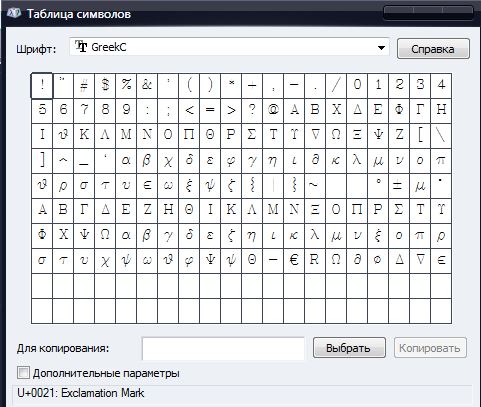 Таблица символов
Шрифт: GreekC Справка
! " # $ % & ' ( ) * + , - . / 0 1 2 3 4
5 6 7 8 9 : ; < = > ? @ Α Β Χ Δ Ε Φ Γ Η
Ι ϑ Κ Λ Μ Ν Ο Π Θ Ρ Σ Τ Υ ∇ Ω Ξ Ψ Ζ [ \
] ^ _ ‘ α β χ δ ε φ γ η ι ∂ κ λ μ ν ο π
ϑ ρ σ τ υ ∈ ω ξ ψ ζ { | } ~ ° ± μ ·
Α Β Γ Δ Ε Ζ Η Θ Ι Κ Λ Μ Ν Ξ Ο Π Ρ Σ Τ Υ
Φ Χ Ψ Ω α β γ δ ε ζ η ι κ λ μ ν ξ ο π ρ
σ τ υ χ ψ ω ϑ φ Ψ ψ Θ − € R Ω ∂ ø Δ ∇ ∈
Для копирования: Выбрать Копировать
Дополнительные параметры
U+0021: Exclamation Mark